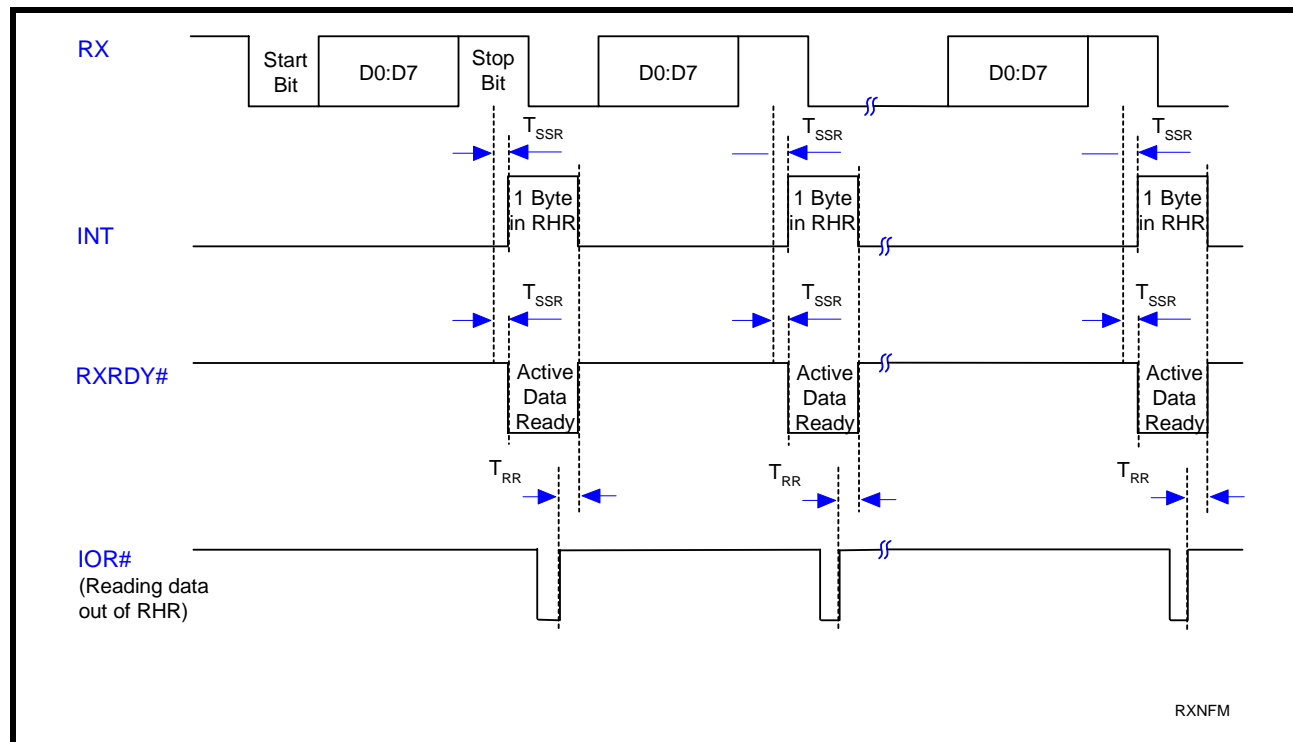 RX
Start
Bit
D0:D7
Stop
Bit
D0:D7
D0:D7
TSSR
TSSR
TSSR
1 Byte
in RHR
1 Byte
in RHR
1 Byte
in RHR
INT
TSSR
TSSR
TSSR
RXRDY#
Active
Data
Ready
Active
Data
Ready
Active
Data
Ready
TRR
TRR
TRR
IOR#
(Reading data
out of RHR)
RXNFM